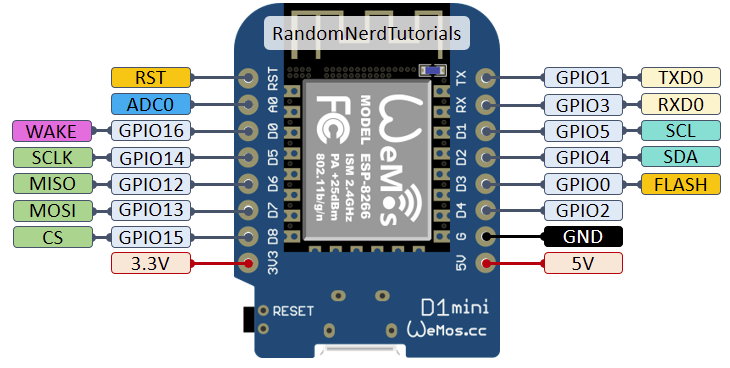 RandomNerdTutorials
RST RST TX GPIO1 TXD0
ADC0 A0 RX GPIO3 RXD0
WAKE GPIO16 D0 D1 GPIO5 SCL
SCLK GPIO14 D5 D2 GPIO4 SDA
MISO GPIO12 D6 D3 GPIO0 FLASH
MOSI GPIO13 D7 D4 GPIO2
CS GPIO15 D8 G GND
3.3V 3V3 5V 5V
WeMos
MODEL ESP-8266
ISM 2.4GHz
PA +25dBm
802.11b/g/n
FC
RESET
D1mini
WeMos.cc